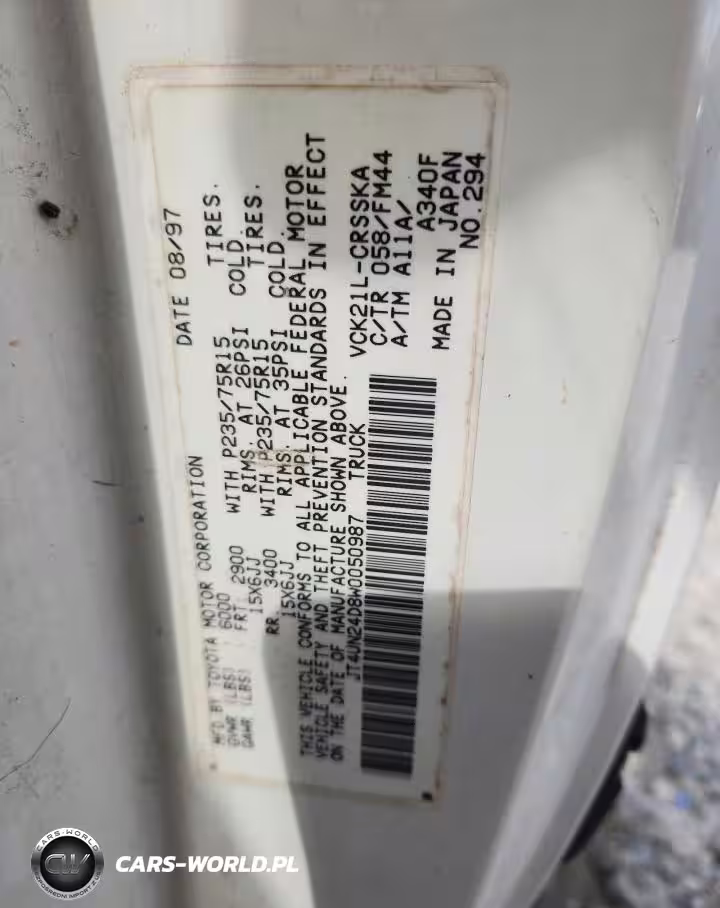 MFD BY TOYOTA MOTOR CORPORATION DATE 08/97
GVWR (LBS) : 6000
GAWR (LBS) : FRT. 2900 WITH P235/75R15 TIRES.
15X6JJ RIMS. AT 26PSI COLD.
RR. 3400 WITH P235/75R15 TIRES.
15X6JJ RIMS. AT 35PSI COLD.
THIS VEHICLE CONFORMS TO ALL APPLICABLE FEDERAL MOTOR
VEHICLE SAFETY AND THEFT PREVENTION STANDARDS IN EFFECT
ON THE DATE OF MANUFACTURE SHOWN ABOVE.
JT4UN24D8W0050987 TRUCK
VCK21L-CRSSKA
C/TR 058/FM44
A/TM A11A/
A340F
MADE IN JAPAN
NO.294
CARS-WORLD
CW
CARS-WORLD.PL